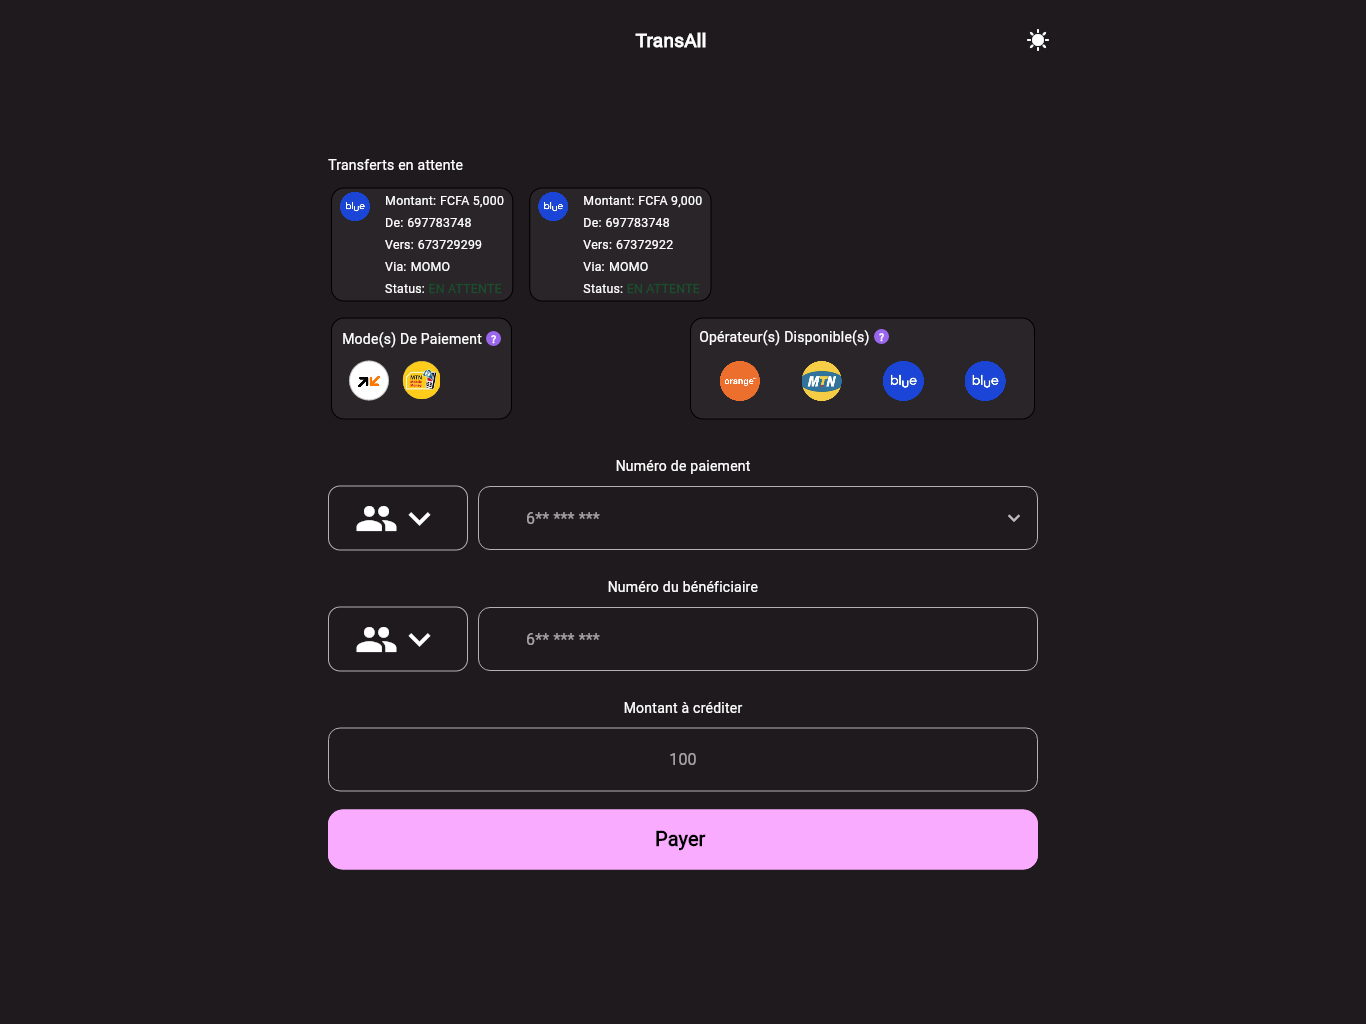 TransAll
Transferts en attente
blue
Montant: FCFA 5,000
De: 697783748
Vers: 673729299
Via: MOMO
Status: EN ATTENTE
blue
Montant: FCFA 9,000
De: 697783748
Vers: 67372922
Via: MOMO
Status: EN ATTENTE
Mode(s) De Paiement ?
MTN
Opérateur(s) Disponible(s) ?
orange™
MTN
blue
blue
Numéro de paiement
6** *** ***
Numéro du bénéficiaire
6** *** ***
Montant à créditer
100
Payer